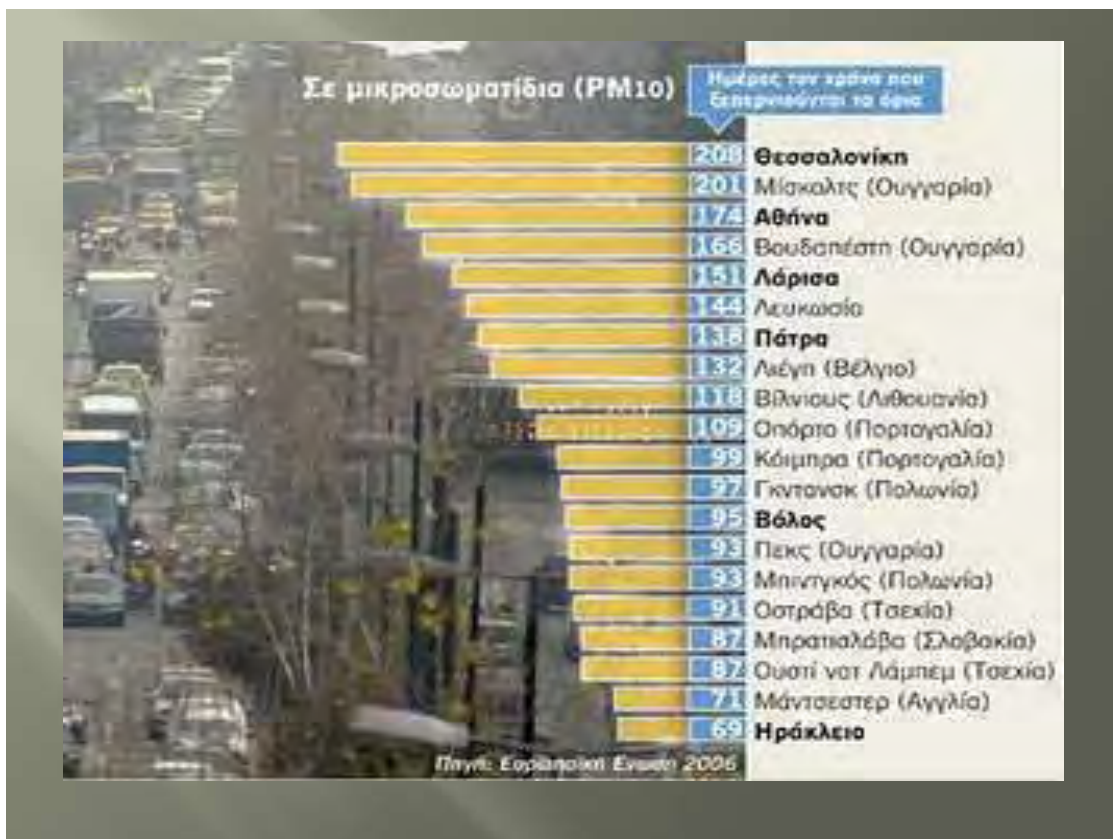 Σε μικροσωματίδια (PM10)
Ημέρες τον χρόνο που
ξεπερνιούνται τα όρια
208 Θεσσαλονίκη
201 Μίσκολτς (Ουγγαρία)
174 Αθήνα
166 Βουδαπέστη (Ουγγαρία)
151 Λάρισα
144 Λευκωσία
138 Πάτρα
132 Λιέγη (Βέλγιο)
118 Βίλνιους (Λιθουανία)
109 Οπόρτο (Πορτογαλία)
99 Κόιμπρα (Πορτογαλία)
97 Γκντανσκ (Πολωνία)
95 Βόλος
93 Πεκς (Ουγγαρία)
93 Μπιντγκός (Πολωνία)
91 Οστράβα (Τσεχία)
87 Μπρατισλάβα (Σλοβακία)
87 Ουστί νατ Λάμπεμ (Τσεχία)
71 Μάντσεστερ (Αγγλία)
69 Ηράκλειο
Πηγή: Ευρωπαϊκή Ενωση 2006